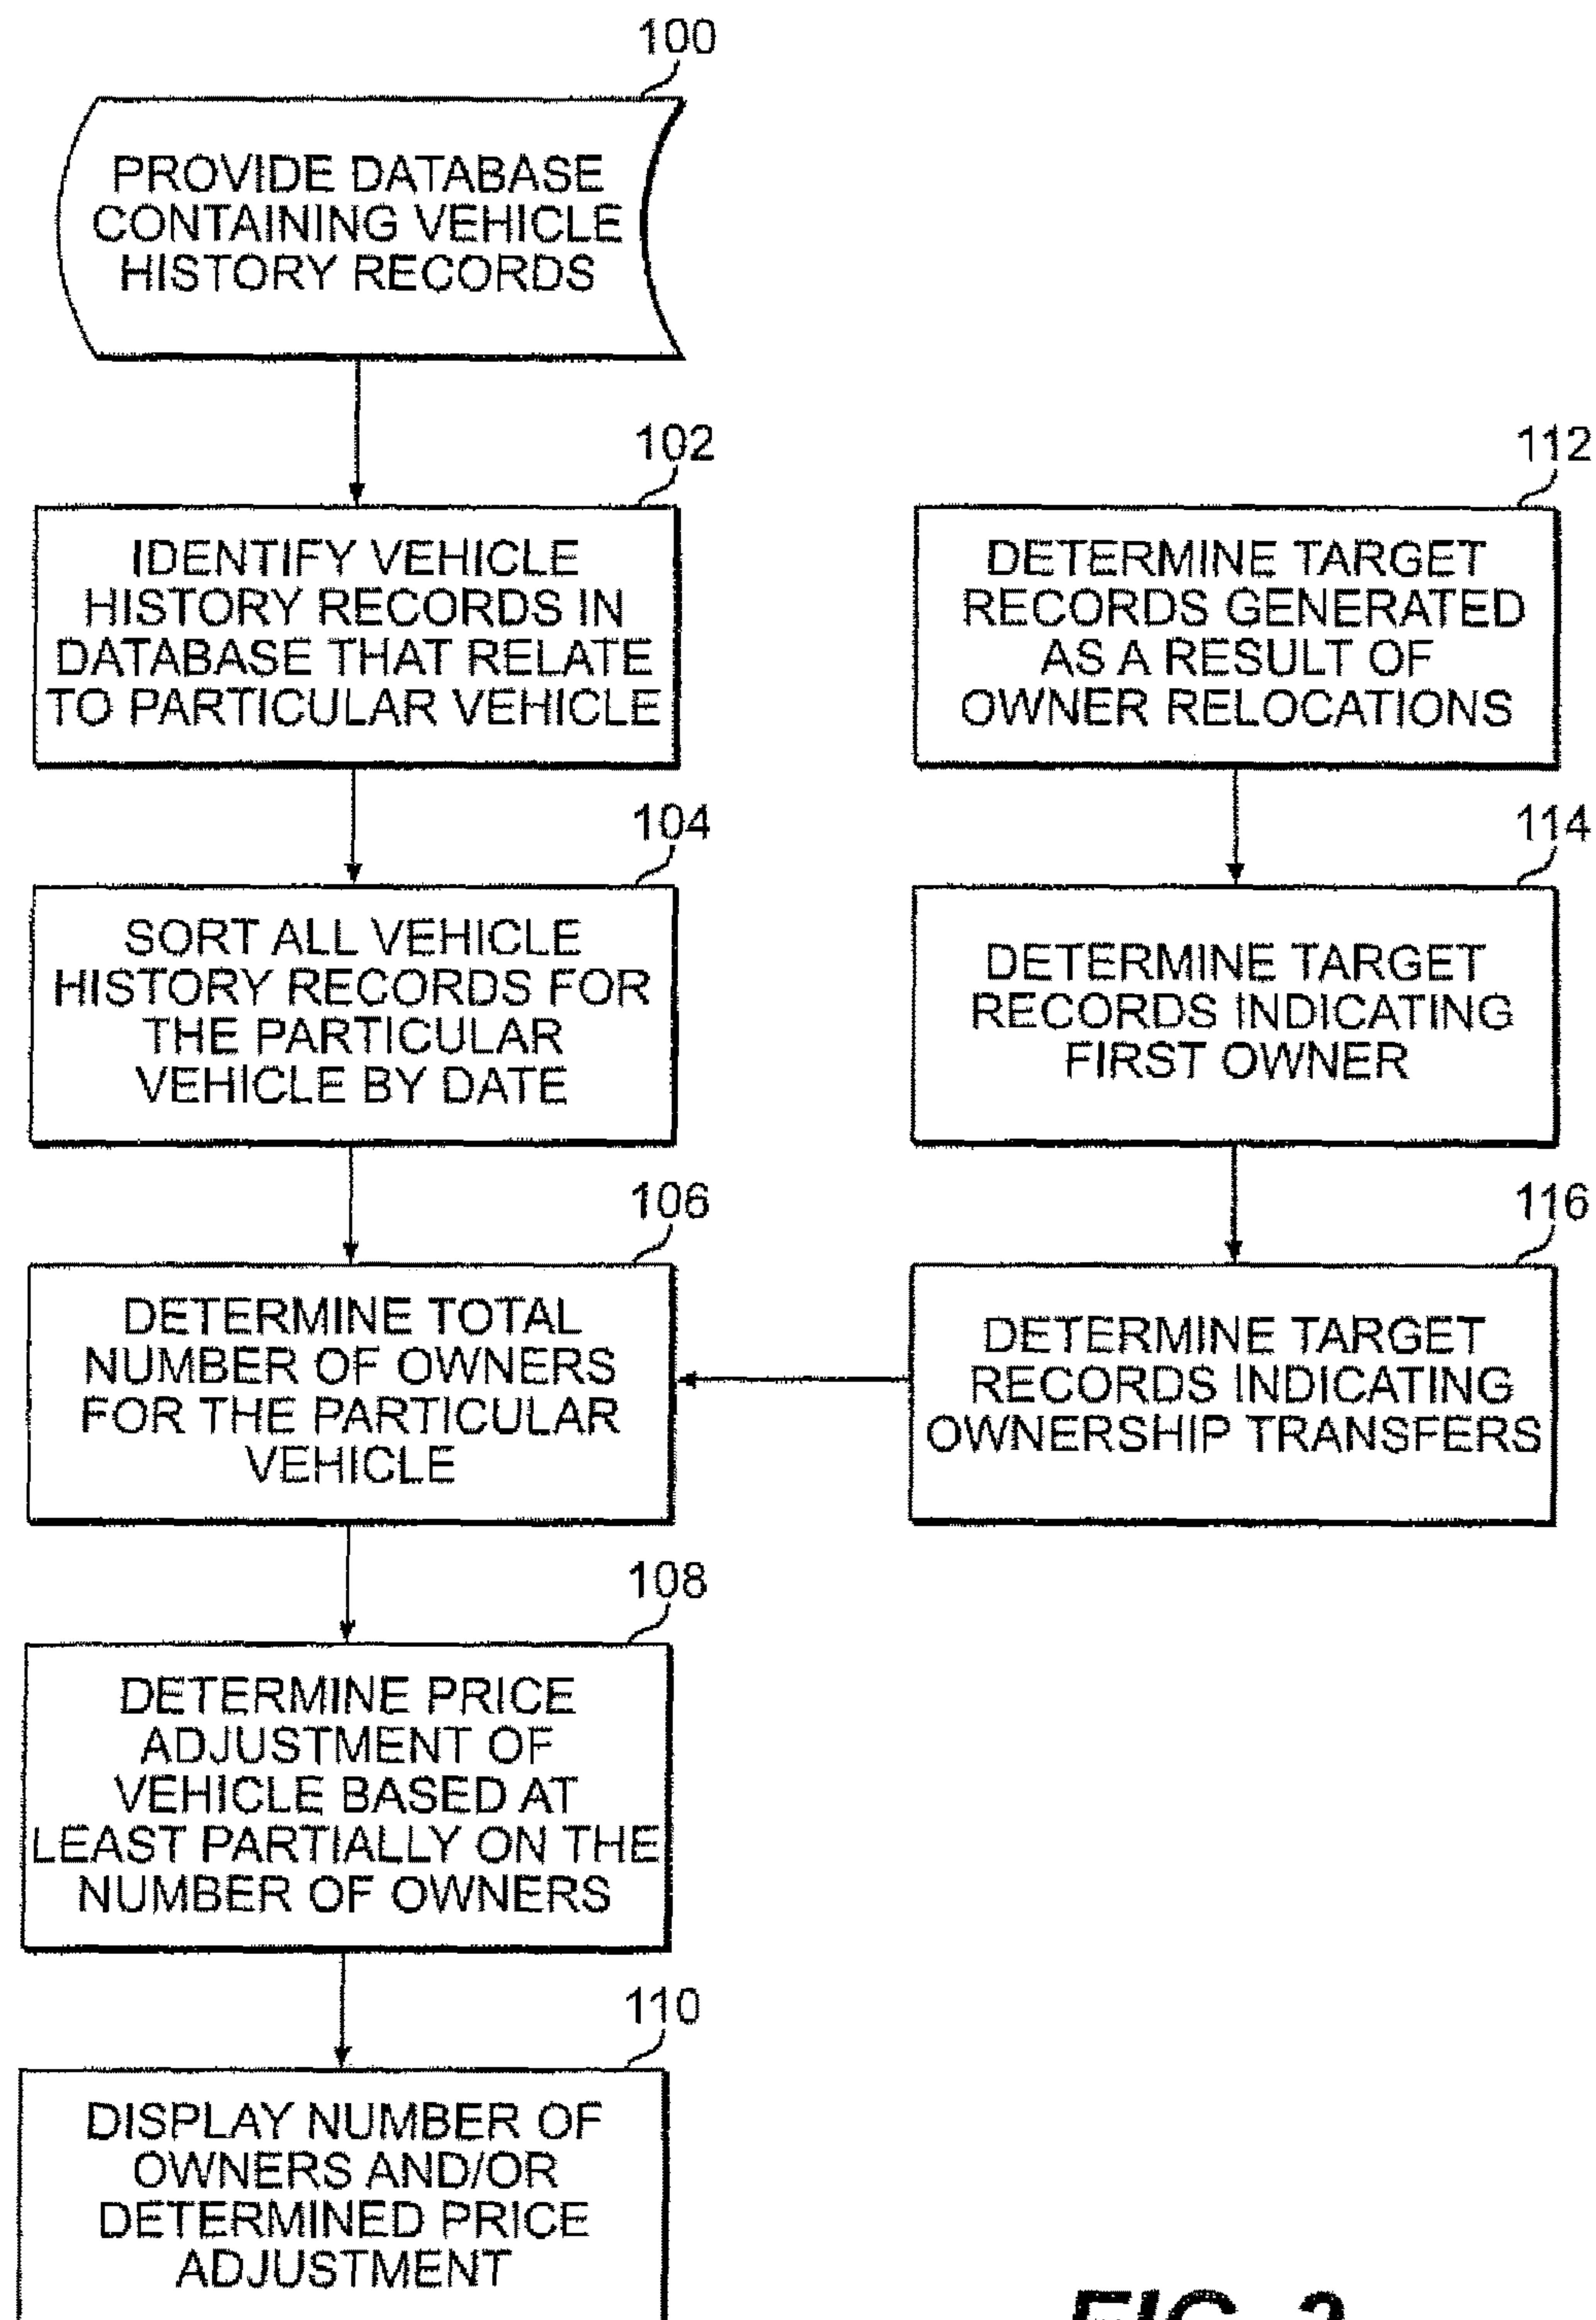 100
PROVIDE DATABASE
CONTAINING VEHICLE
HISTORY RECORDS
102
IDENTIFY VEHICLE
HISTORY RECORDS IN
DATABASE THAT RELATE
TO PARTICULAR VEHICLE
104
SORT ALL VEHICLE
HISTORY RECORDS FOR
THE PARTICULAR
VEHICLE BY DATE
106
DETERMINE TOTAL
NUMBER OF OWNERS
FOR THE PARTICULAR
VEHICLE
108
DETERMINE PRICE
ADJUSTMENT OF
VEHICLE BASED AT
LEAST PARTIALLY ON THE
NUMBER OF OWNERS
110
DISPLAY NUMBER OF
OWNERS AND/OR
DETERMINED PRICE
ADJUSTMENT
112
DETERMINE TARGET
RECORDS GENERATED
AS A RESULT OF
OWNER RELOCATIONS
114
DETERMINE TARGET
RECORDS INDICATING
FIRST OWNER
116
DETERMINE TARGET
RECORDS INDICATING
OWNERSHIP TRANSFERS
FIG.